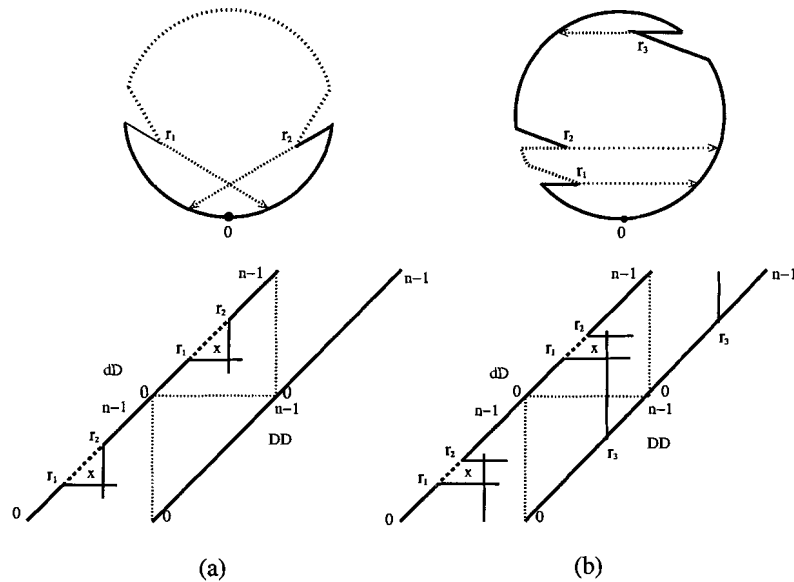 r1 r2
0
r3
r2
r1
0
n-1 n-1
r2
r1 x
dD
0 0
n-1 n-1
r2 DD
r1 x
0 0
n-1 n-1
r2
r1 x r3
dD
0 0
n-1 n-1
r2 DD
r3
r1 x
0 0
(a) (b)